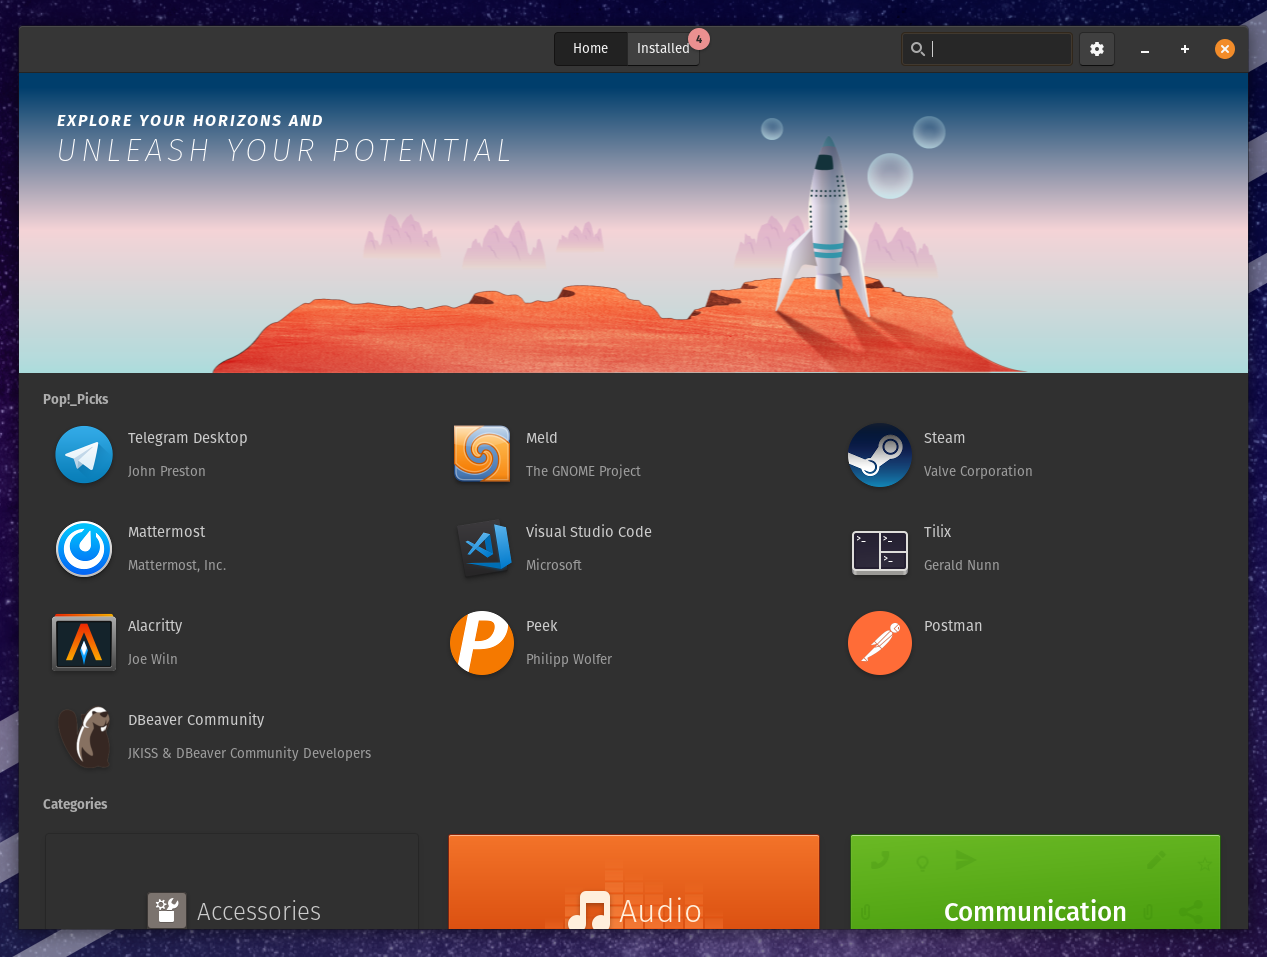 Home
Installed
4
EXPLORE YOUR HORIZONS AND
UNLEASH YOUR POTENTIAL
Pop!_Picks
Telegram Desktop
John Preston
Meld
The GNOME Project
Steam
Valve Corporation
Mattermost
Mattermost, Inc.
Visual Studio Code
Microsoft
Tilix
Gerald Nunn
Alacritty
Joe Wiln
Peek
Philipp Wolfer
Postman
DBeaver Community
JKISS & DBeaver Community Developers
Categories
Accessories
Audio
Communication